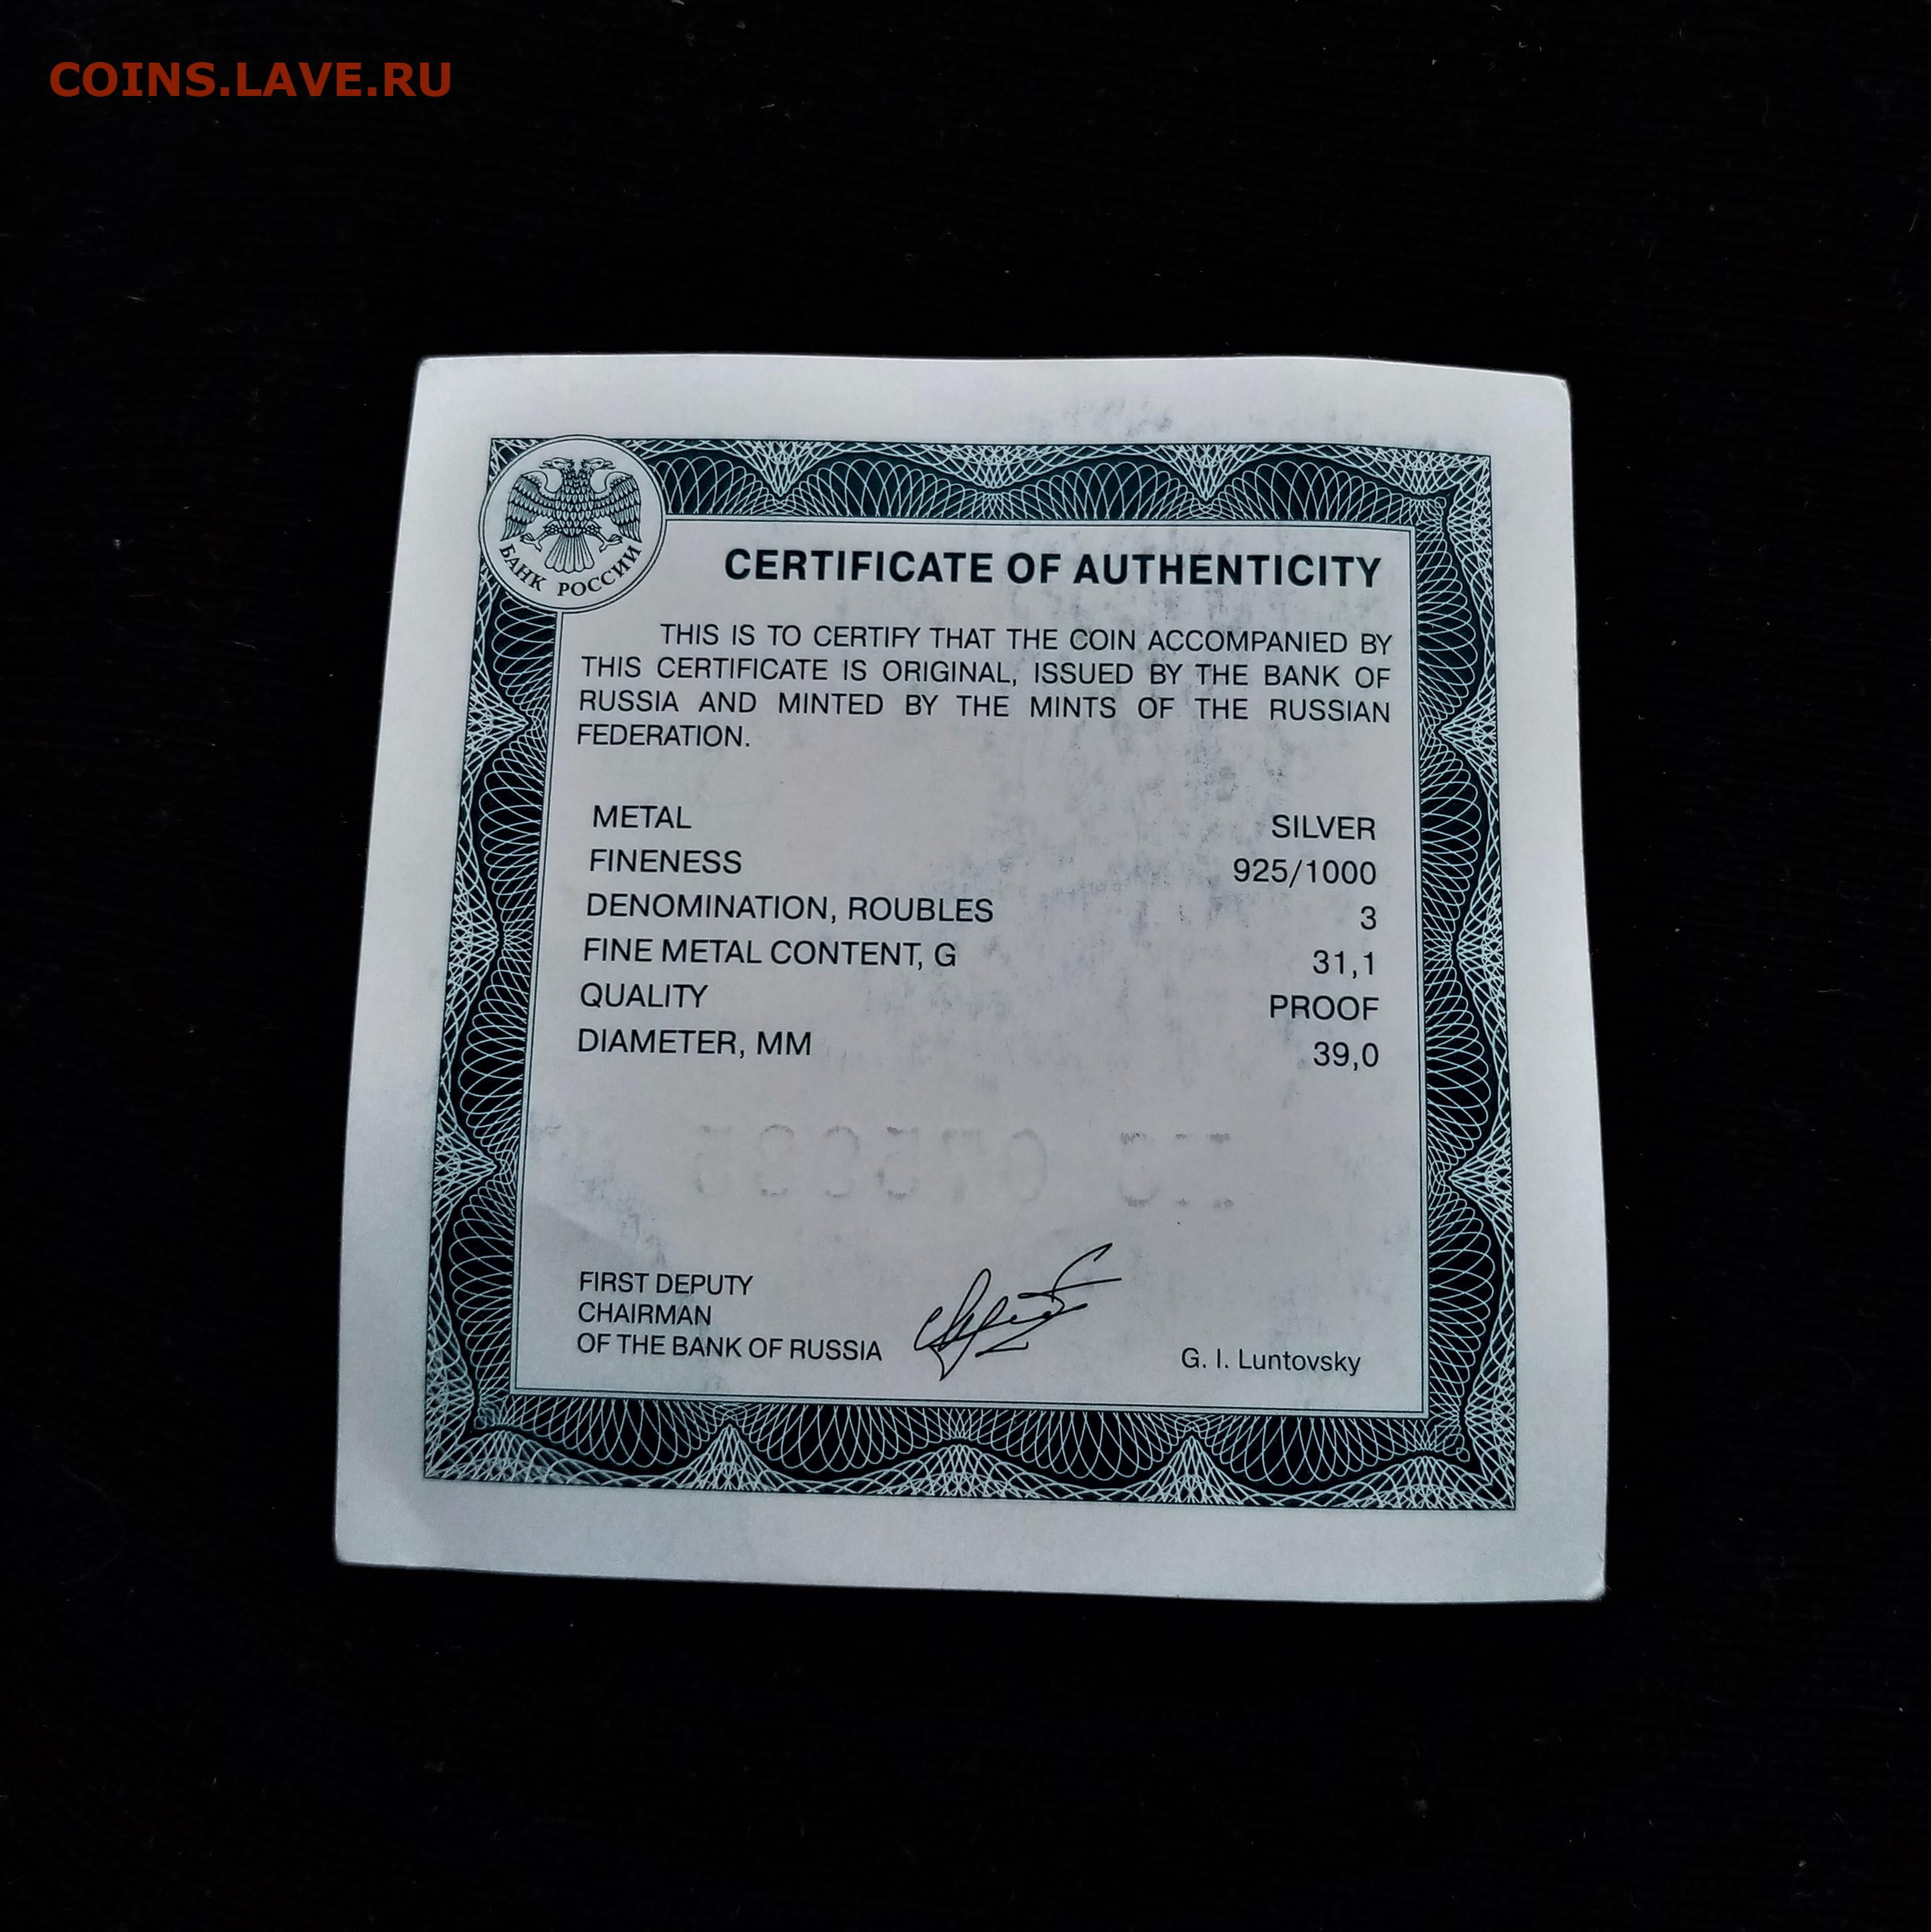 COINS.LAVE.RU
БАНК РОССИИ
CERTIFICATE OF AUTHENTICITY
THIS IS TO CERTIFY THAT THE COIN ACCOMPANIED BY
THIS CERTIFICATE IS ORIGINAL, ISSUED BY THE BANK OF
RUSSIA AND MINTED BY THE MINTS OF THE RUSSIAN
FEDERATION.
METAL SILVER
FINENESS 925/1000
DENOMINATION, ROUBLES 3
FINE METAL CONTENT, G 31,1
QUALITY PROOF
DIAMETER, MM 39,0
FIRST DEPUTY
CHAIRMAN
OF THE BANK OF RUSSIA
G. I. Luntovsky